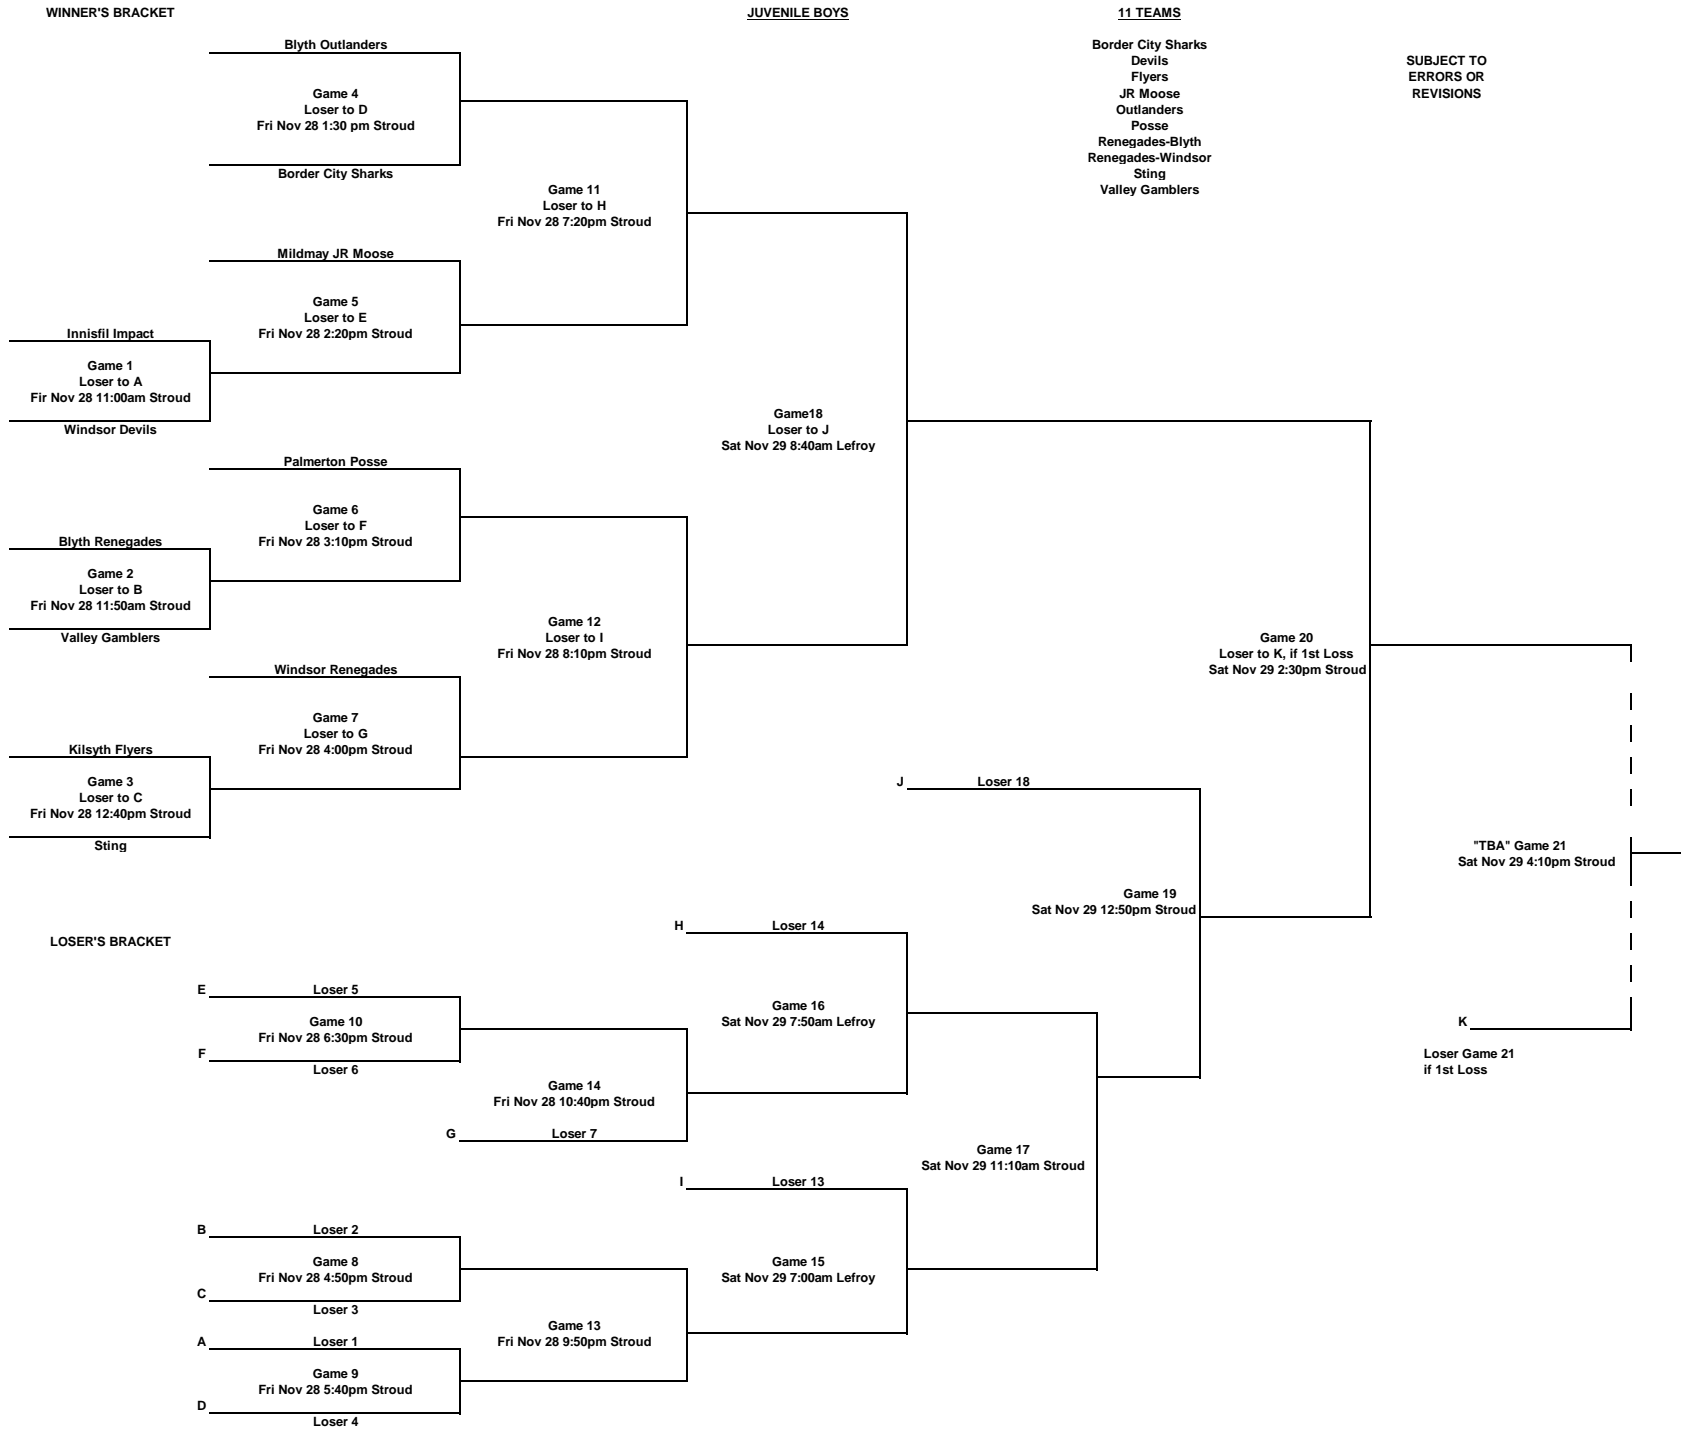 WINNER'S BRACKET
JUVENILE BOYS
11 TEAMS
Border City Sharks
Devils
Flyers
JR Moose
Outlanders
Posse
Renegades-Blyth
Renegades-Windsor
Sting
Valley Gamblers
SUBJECT TO
ERRORS OR
REVISIONS
Blyth Outlanders
Game 4
Loser to D
Fri Nov 28 1:30 pm Stroud
Border City Sharks
Game 11
Loser to H
Fri Nov 28 7:20pm Stroud
Mildmay JR Moose
Game 5
Loser to E
Fri Nov 28 2:20pm Stroud
Innisfil Impact
Game 1
Loser to A
Fir Nov 28 11:00am Stroud
Windsor Devils
Game18
Loser to J
Sat Nov 29 8:40am Lefroy
Palmerton Posse
Game 6
Loser to F
Fri Nov 28 3:10pm Stroud
Blyth Renegades
Game 2
Loser to B
Fri Nov 28 11:50am Stroud
Valley Gamblers
Game 12
Loser to I
Fri Nov 28 8:10pm Stroud
Windsor Renegades
Game 7
Loser to G
Fri Nov 28 4:00pm Stroud
Kilsyth Flyers
Game 3
Loser to C
Fri Nov 28 12:40pm Stroud
Sting
Game 20
Loser to K, if 1st Loss
Sat Nov 29 2:30pm Stroud
J Loser 18
"TBA" Game 21
Sat Nov 29 4:10pm Stroud
Game 19
Sat Nov 29 12:50pm Stroud
LOSER'S BRACKET
H Loser 14
E Loser 5
Game 10
Fri Nov 28 6:30pm Stroud
F
Loser 6
Game 16
Sat Nov 29 7:50am Lefroy
K
Loser Game 21
if 1st Loss
Game 14
Fri Nov 28 10:40pm Stroud
G Loser 7
Game 17
Sat Nov 29 11:10am Stroud
I Loser 13
B Loser 2
Game 8
Fri Nov 28 4:50pm Stroud
C
Loser 3
Game 15
Sat Nov 29 7:00am Lefroy
Game 13
Fri Nov 28 9:50pm Stroud
A Loser 1
Game 9
Fri Nov 28 5:40pm Stroud
D
Loser 4